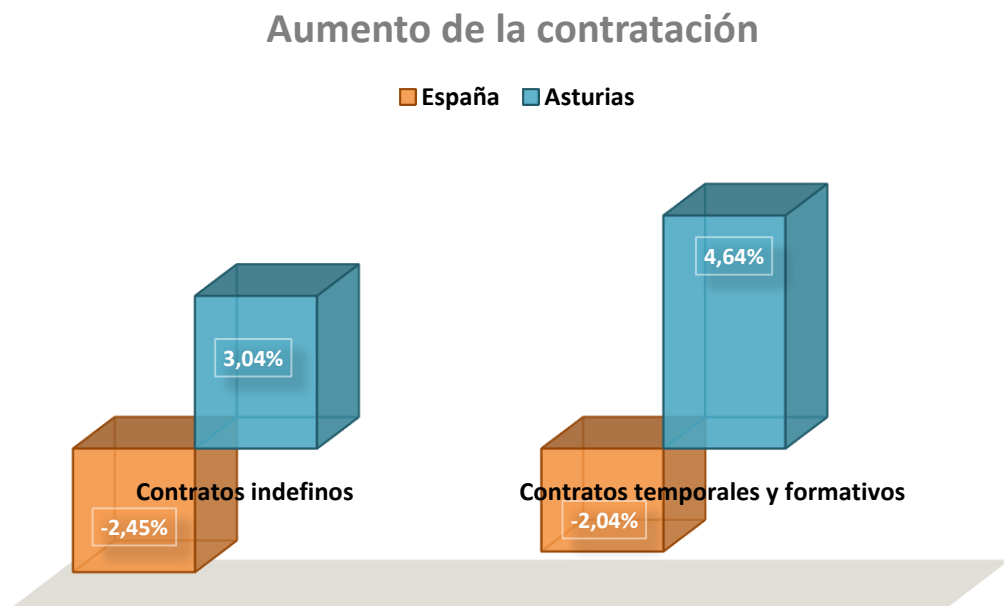 Aumento de la contratación
España Asturias
4,64%
3,04%
Contratos indefinos Contratos temporales y formativos
-2,45% -2,04%